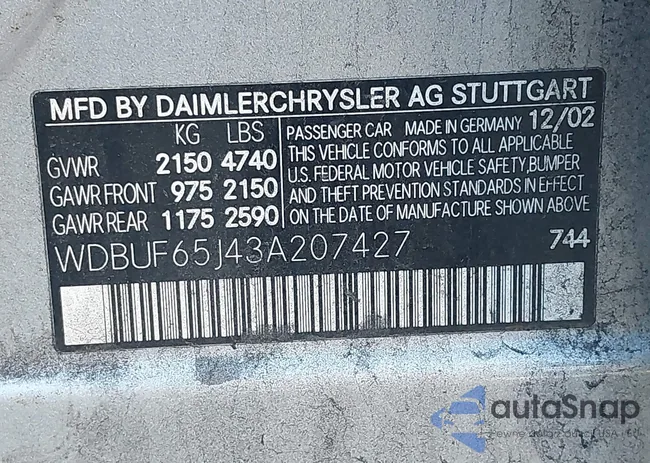 MFD BY DAIMLERCHRYSLER AG STUTTGART
KG LBS
GVWR 2150 4740
GAWR FRONT 975 2150
GAWR REAR 1175 2590
PASSENGER CAR MADE IN GERMANY 12/02
THIS VEHICLE CONFORMS TO ALL APPLICABLE
U.S. FEDERAL MOTOR VEHICLE SAFETY,BUMPER
AND THEFT PREVENTION STANDARDS IN EFFECT
ON THE DATE OF MANUFACTURE SHOWN ABOVE.
WDBUF65J43A207427 744
autoSnap